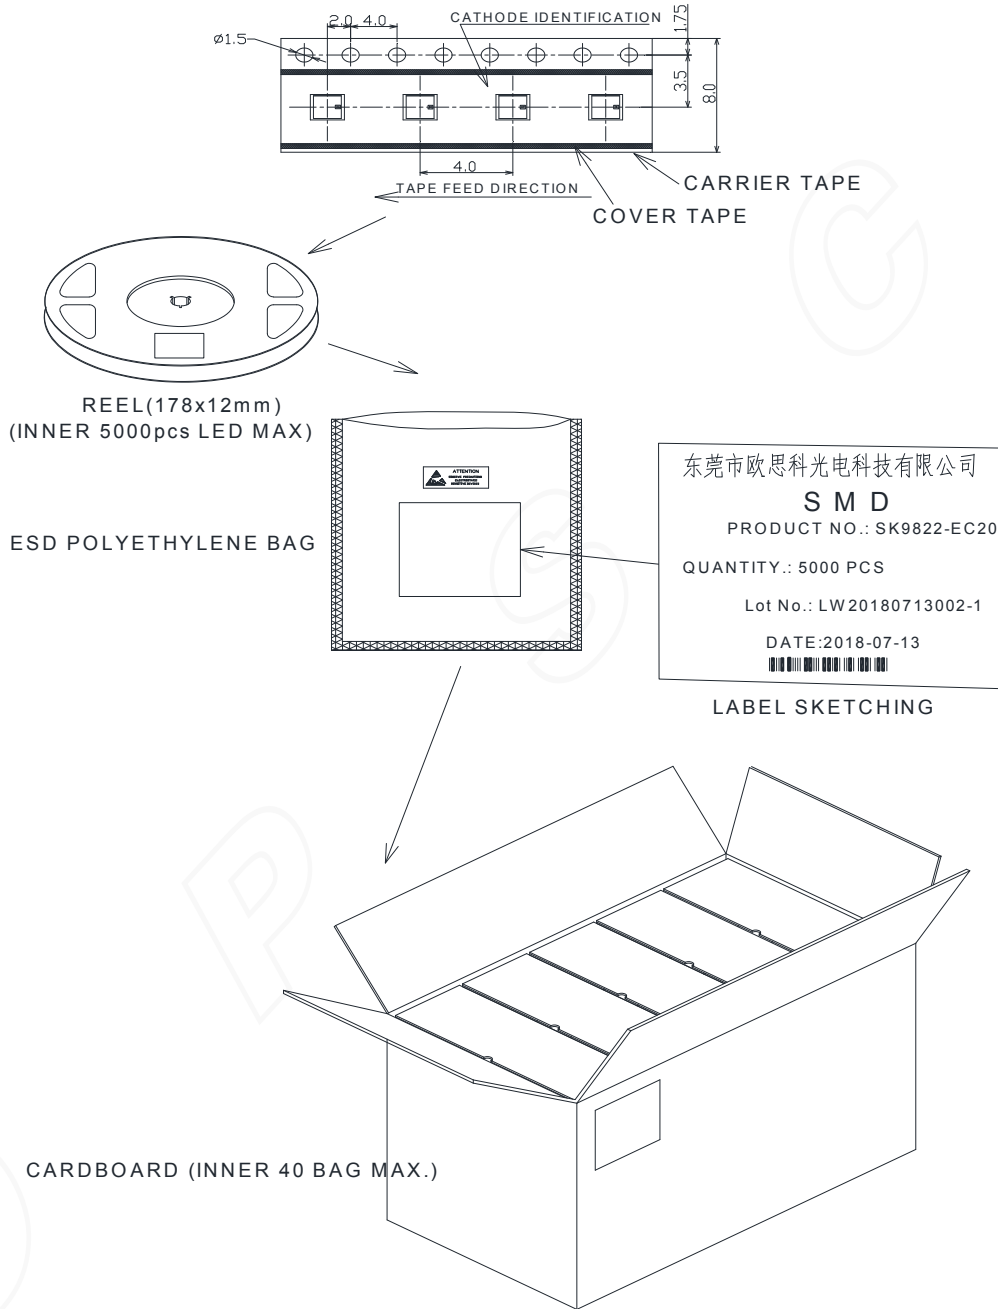 2.0
4.0
CATHODE IDENTIFICATION
Ø1.5
1.75
3.5
8.0
4.0
TAPE FEED DIRECTION
CARRIER TAPE
COVER TAPE
REEL(178x12mm)
(INNER 5000pcs LED MAX)
ATTENTION
ESD POLYETHYLENE BAG
东莞市欧思科光电科技有限公司
SMD
PRODUCT NO.: SK9822-EC20
QUANTITY.: 5000 PCS
Lot No.: LW20180713002-1
DATE:2018-07-13
LABEL SKETCHING
CARDBOARD (INNER 40 BAG MAX.)
P
S
C